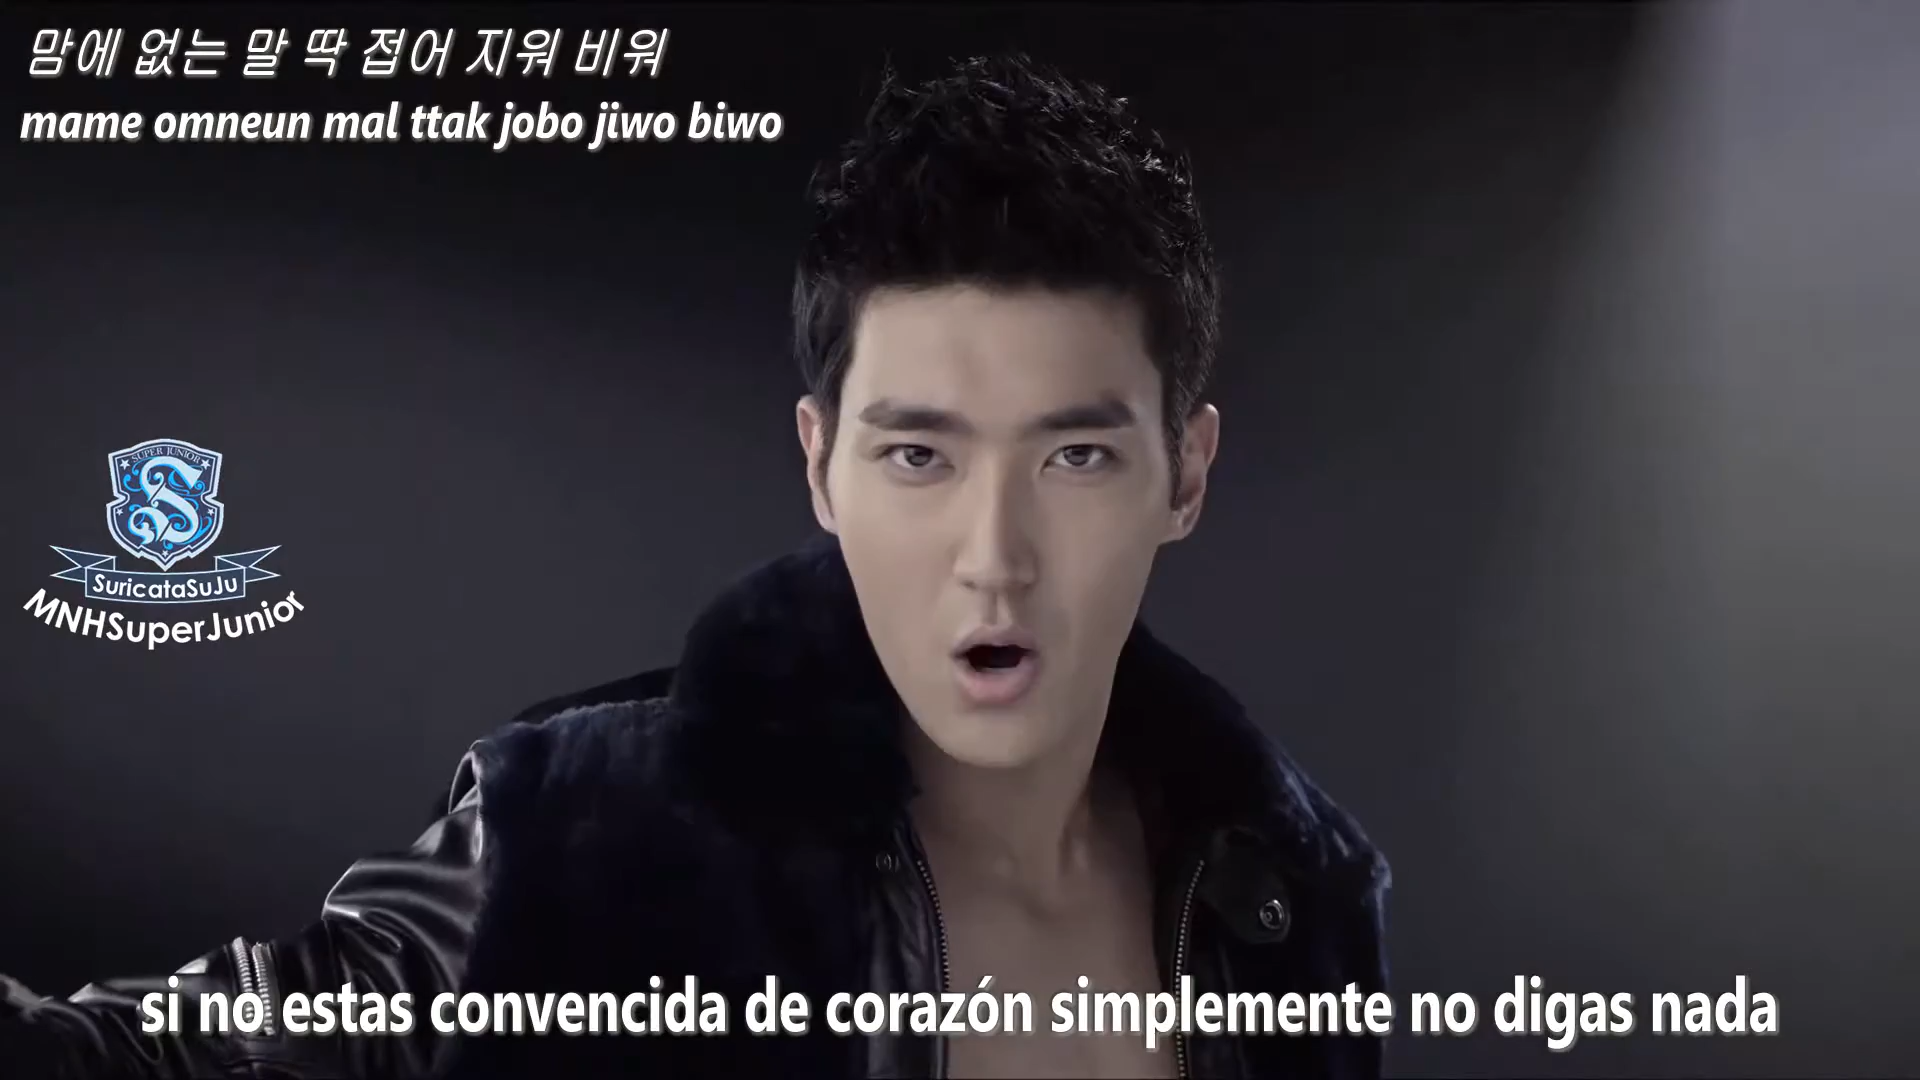 맘에 없는 말 딱 접어 지워 비워
mame omneun mal ttak jobo jiwo biwo
SUPER JUNIOR
S
SuricataSuJu
MNHSuperJunior
si no estas convencida de corazón simplemente no digas nada